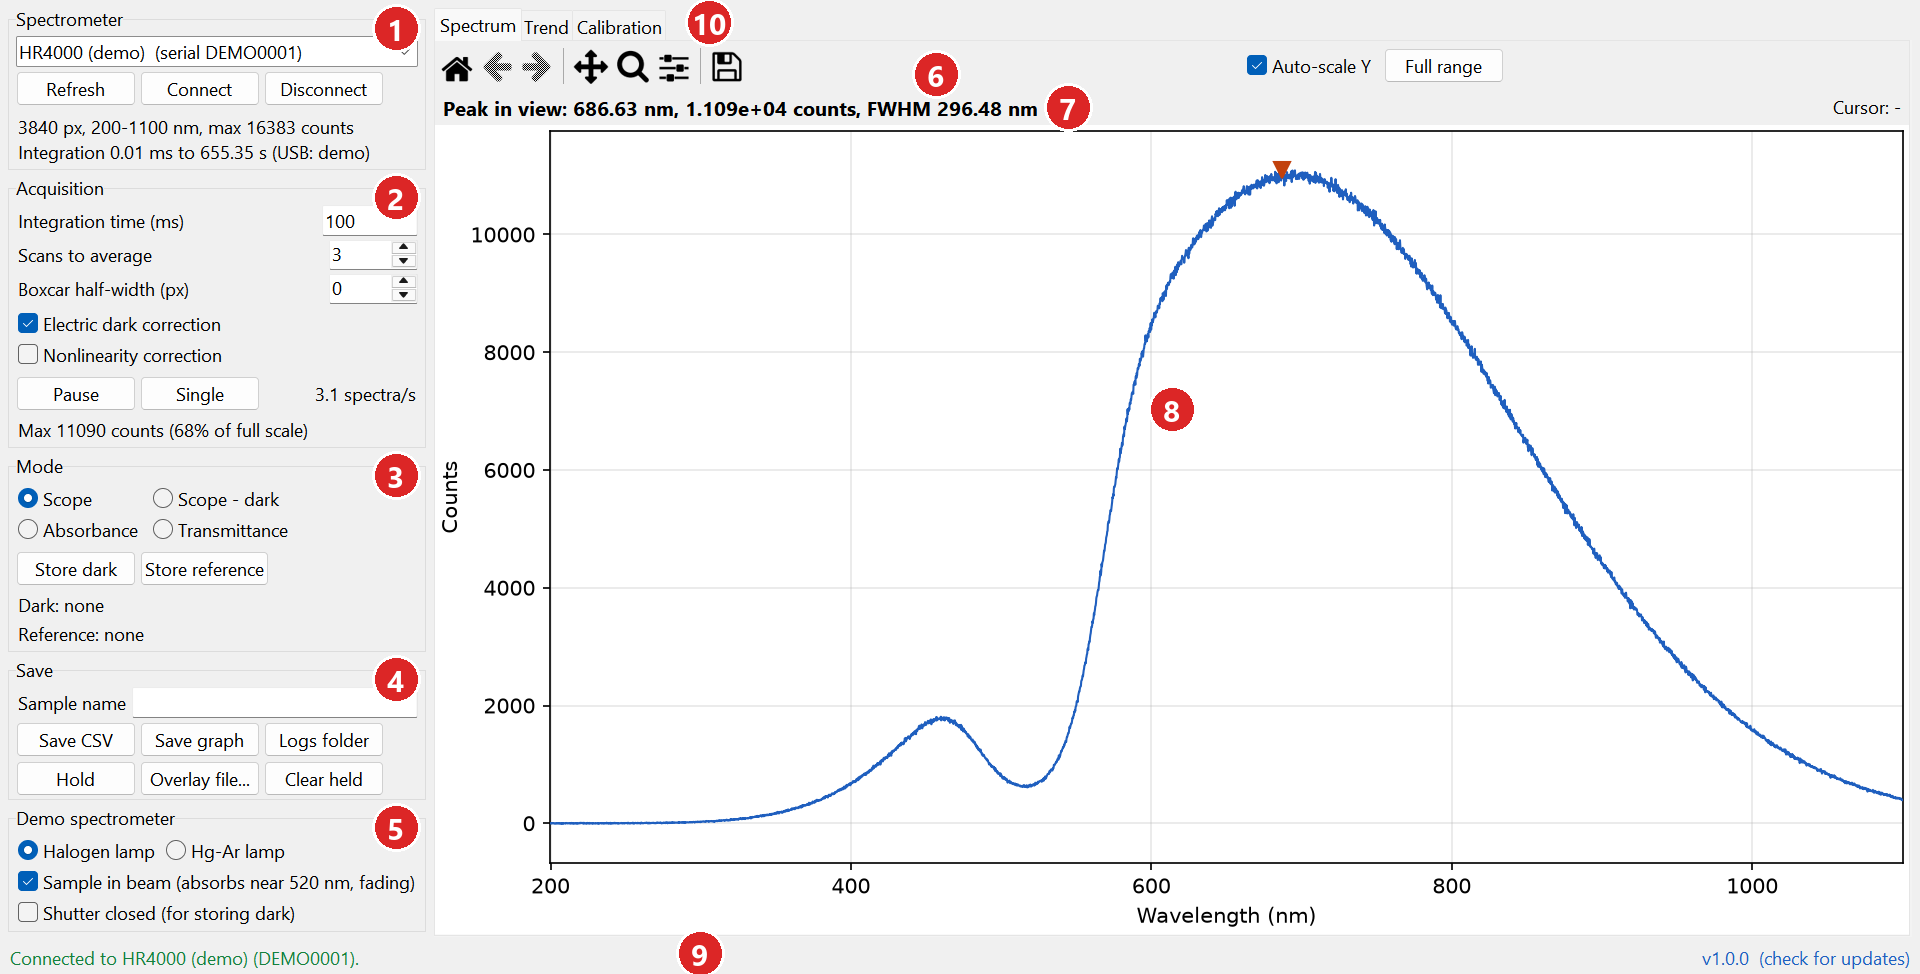 Spectrometer
1
HR4000 (demo)  (serial DEMO0001)
Refresh
Connect
Disconnect
3840 px, 200-1100 nm, max 16383 counts
Integration 0.01 ms to 655.35 s (USB: demo)
Acquisition
2
Integration time (ms)
100
Scans to average
3
Boxcar half-width (px)
0
Electric dark correction
Nonlinearity correction
Pause
Single
3.1 spectra/s
Max 11090 counts (68% of full scale)
Mode
3
Scope
Scope - dark
Absorbance
Transmittance
Store dark
Store reference
Dark: none
Reference: none
Save
4
Sample name
Save CSV
Save graph
Logs folder
Hold
Overlay file...
Clear held
Demo spectrometer
5
Halogen lamp
Hg-Ar lamp
Sample in beam (absorbs near 520 nm, fading)
Shutter closed (for storing dark)
Connected to HR4000 (demo) (DEMO0001).
9
v1.0.0  (check for updates)
Spectrum
Trend
Calibration
10
6
Auto-scale Y
Full range
Peak in view: 686.63 nm, 1.109e+04 counts, FWHM 296.48 nm
7
Cursor: -
10000
8000
6000
4000
2000
0
Counts
8
200
400
600
800
1000
Wavelength (nm)